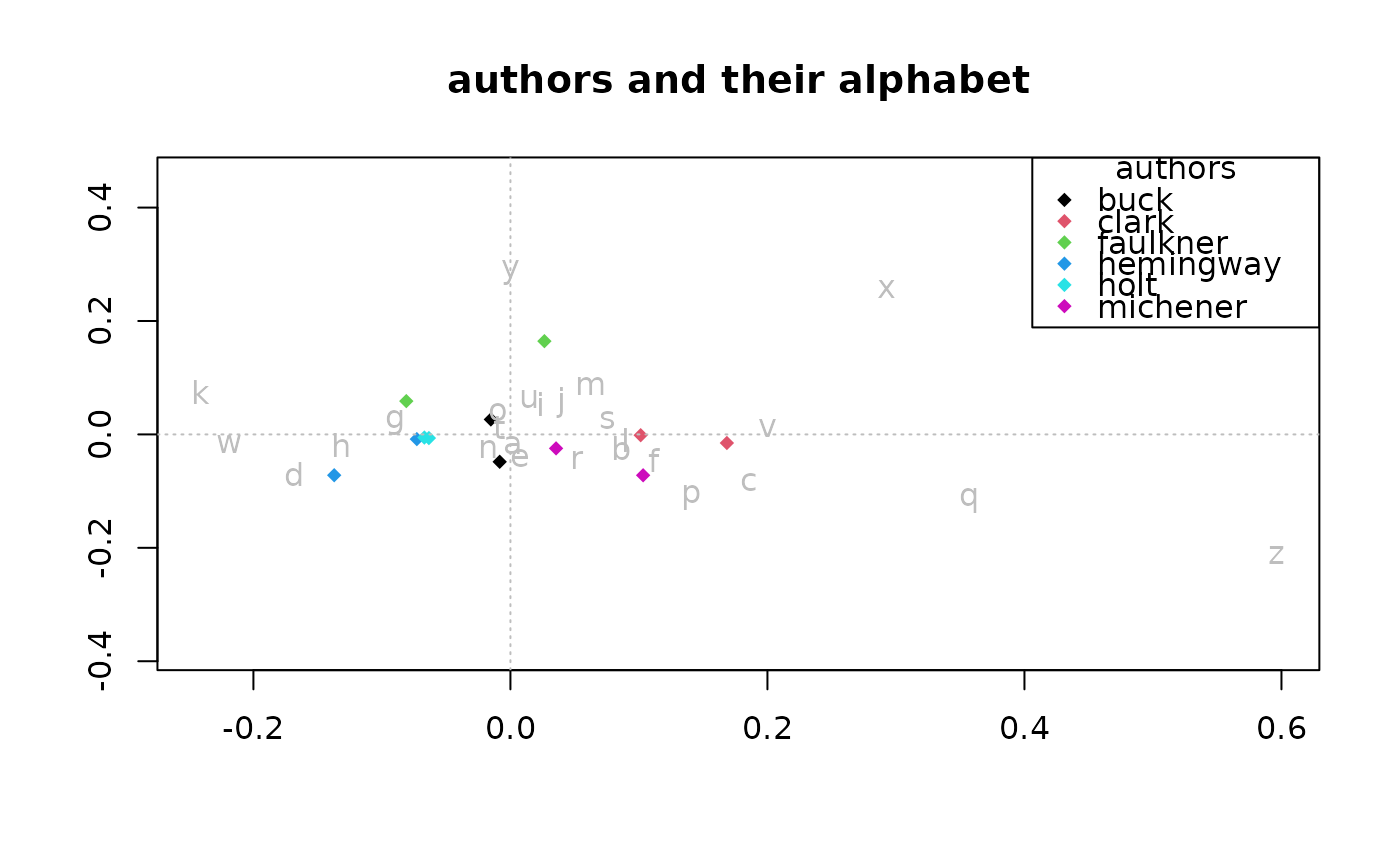 authors and their alphabet
authors
buck
clark
faulkner
hemingway
holt
michener
0.4
0.2
0.0
-0.2
-0.4
y
x
k
m
u
i
j
o
g
s
v
t
w
h
n
a
l
b
e
r
f
d
c
p
q
z
-0.2 0.0 0.2 0.4 0.6